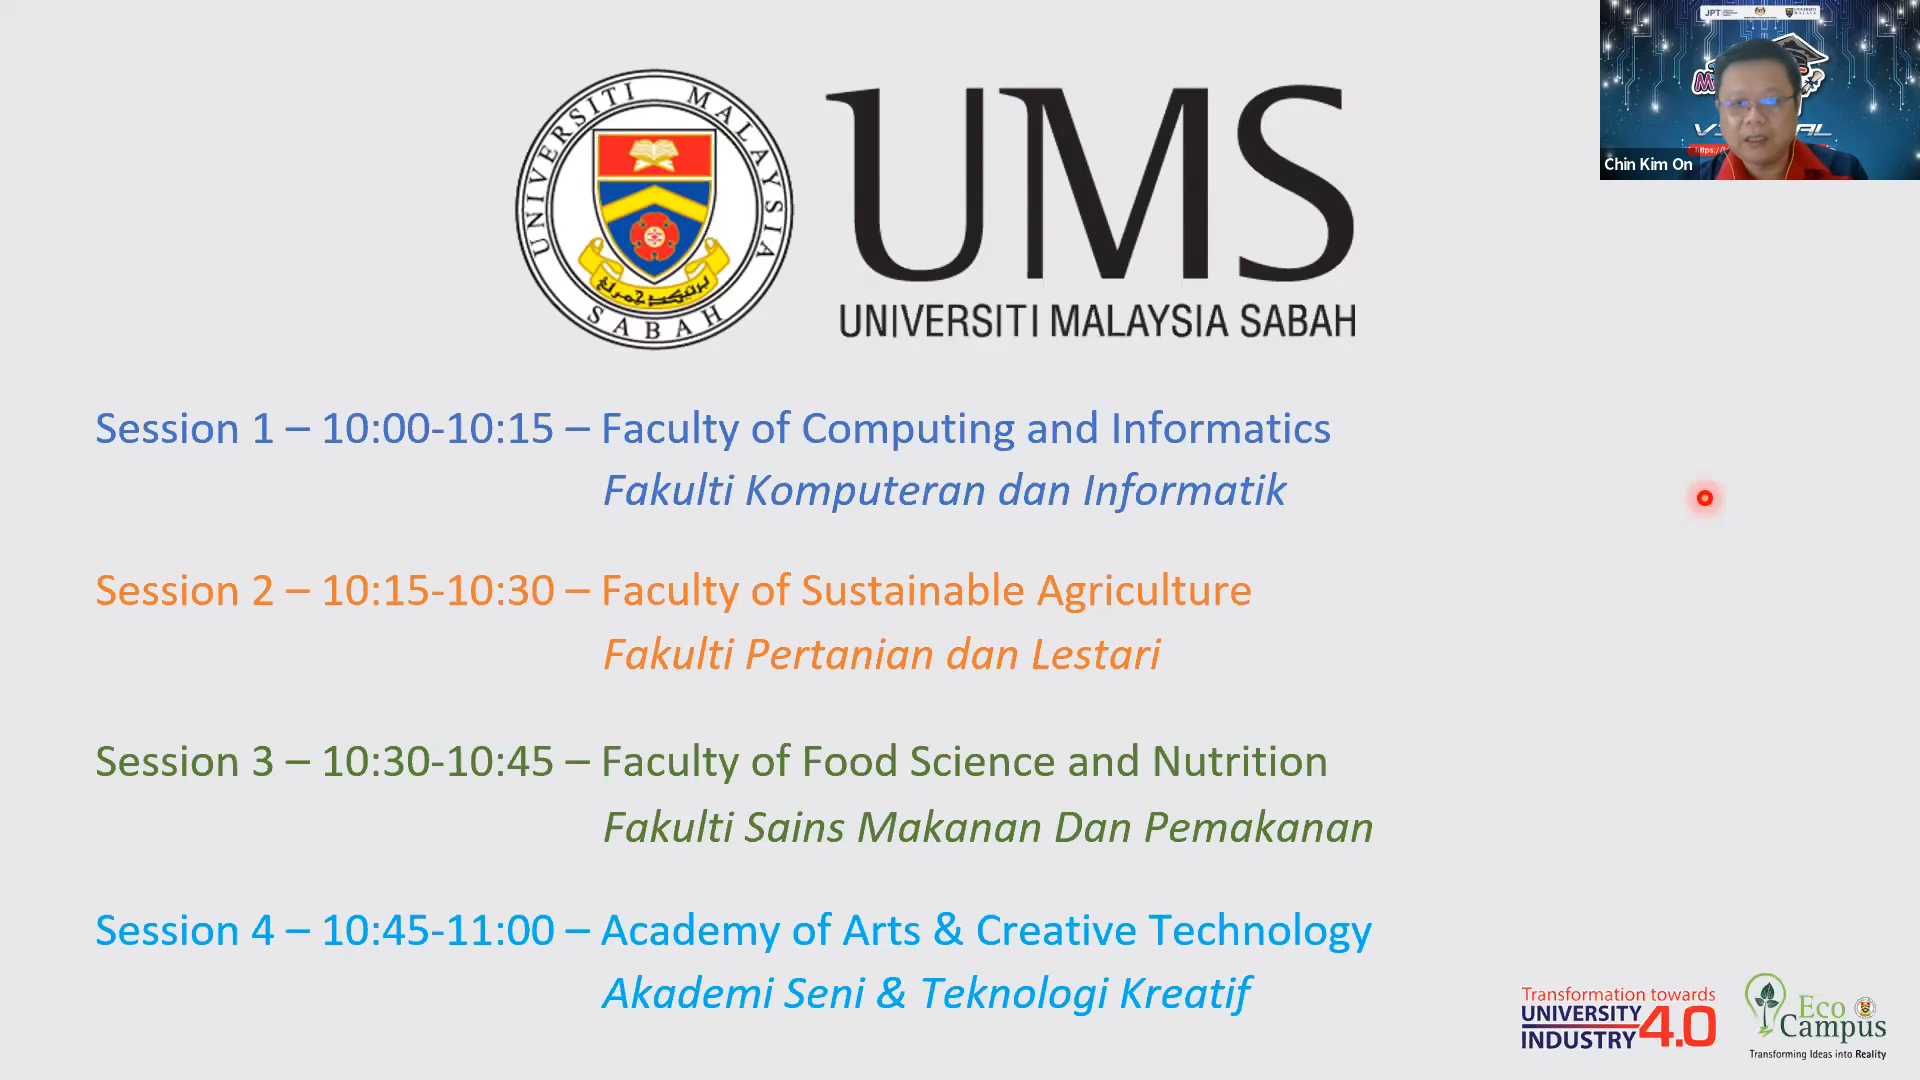 UNIVERSITI MALAYSIA
SABAH
UMS
UNIVERSITI MALAYSIA SABAH
JPT
Chin Kim On
Session 1 – 10:00-10:15 – Faculty of Computing and Informatics
Fakulti Komputeran dan Informatik
Session 2 – 10:15-10:30 – Faculty of Sustainable Agriculture
Fakulti Pertanian dan Lestari
Session 3 – 10:30-10:45 – Faculty of Food Science and Nutrition
Fakulti Sains Makanan Dan Pemakanan
Session 4 – 10:45-11:00 – Academy of Arts & Creative Technology
Akademi Seni & Teknologi Kreatif
Transformation towards
UNIVERSITY
INDUSTRY 4.0
Eco
Campus
Transforming Ideas into Reality